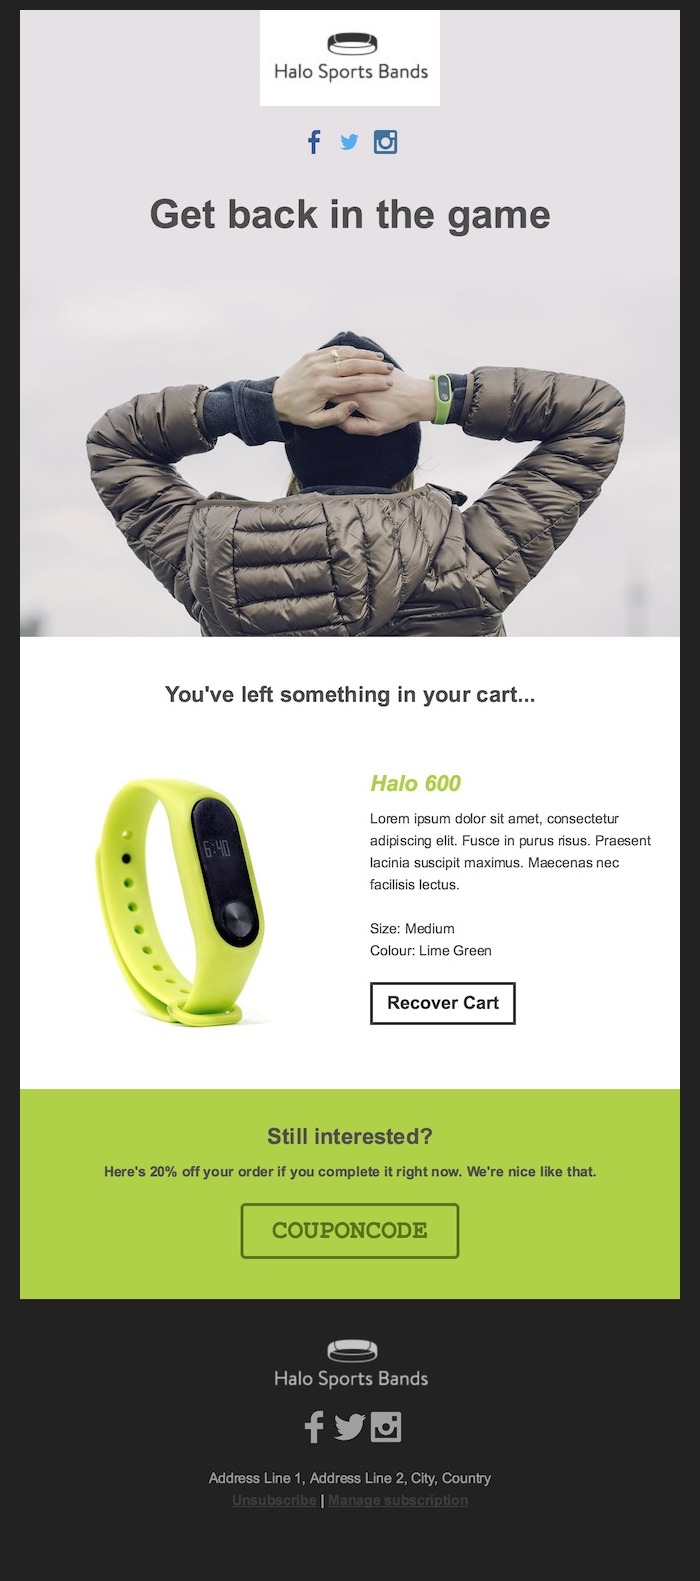 Halo Sports Bands
Get back in the game
You've left something in your cart...
Halo 600
Lorem ipsum dolor sit amet, consectetur
adipiscing elit. Fusce in purus risus. Praesent
lacinia suscipit maximus. Maecenas nec
facilisis lectus.
Size: Medium
Colour: Lime Green
6:40
Recover Cart
Still interested?
Here's 20% off your order if you complete it right now. We're nice like that.
COUPONCODE
Halo Sports Bands
Address Line 1, Address Line 2, City, Country
Unsubscribe | Manage subscription